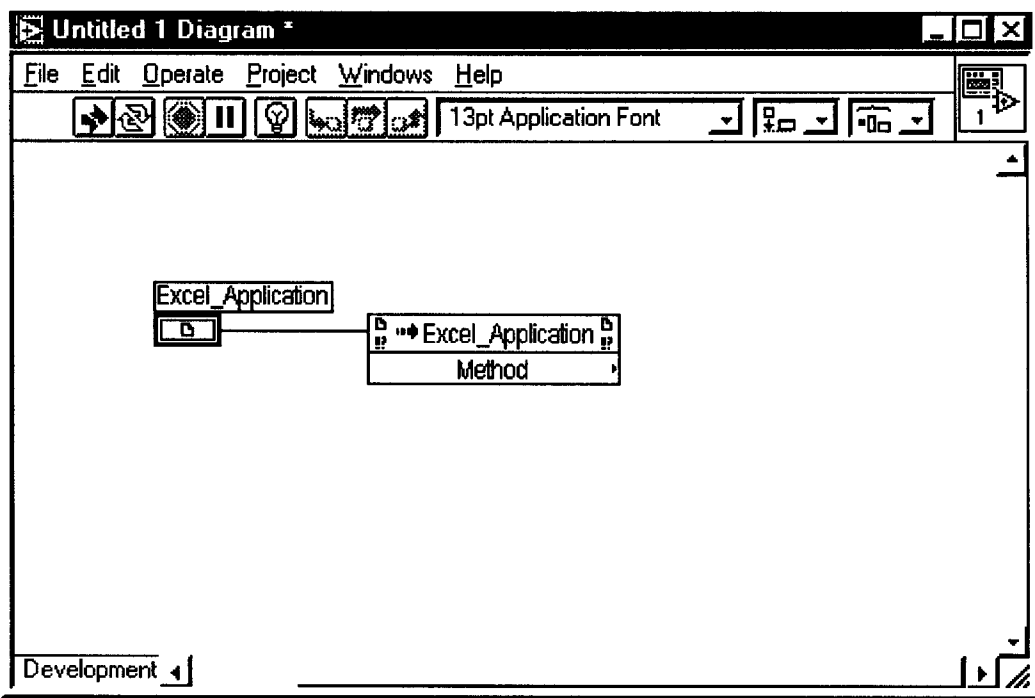 Untitled 1 Diagram *
File Edit Operate Project Windows Help
13pt Application Font
1
Excel_Application
Excel_Application
!? !?
Method
Development